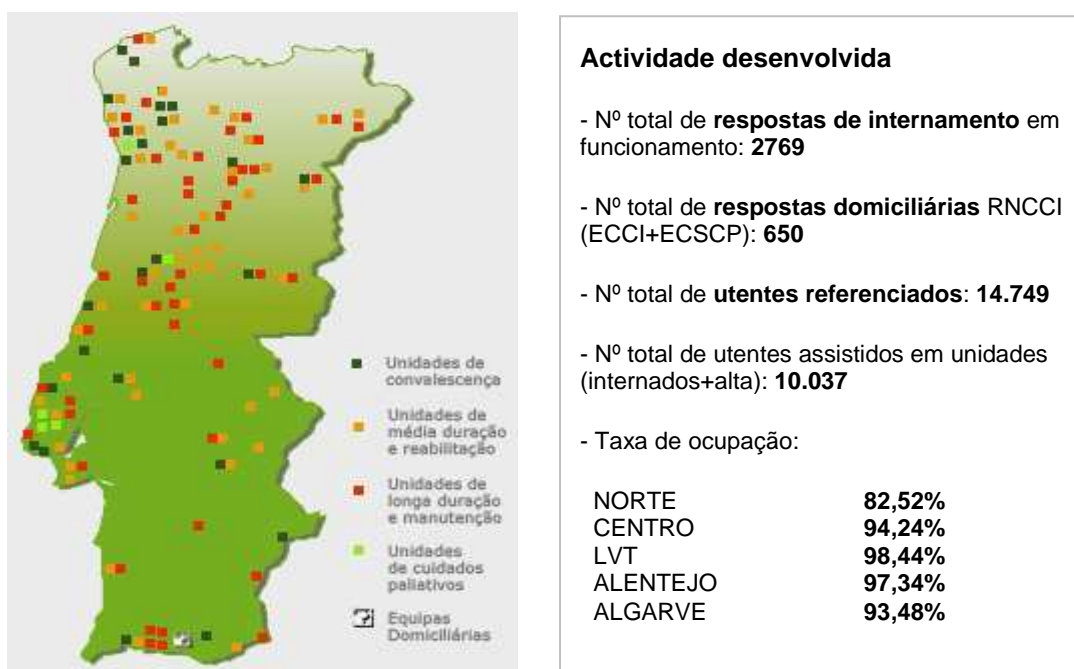 Unidades de
convalescença
Unidades de
média duração
e reabilitação
Unidades de
longa duração
e manutenção
Unidades
de cuidados
paliativos
Equipas
Domiciliárias
Actividade desenvolvida
- Nº total de respostas de internamento em
funcionamento: 2769
- Nº total de respostas domiciliárias RNCCI
(ECCI+ECSCP): 650
- Nº total de utentes referenciados: 14.749
- Nº total de utentes assistidos em unidades
(internados+alta): 10.037
- Taxa de ocupação:
NORTE 82,52%
CENTRO 94,24%
LVT 98,44%
ALENTEJO 97,34%
ALGARVE 93,48%